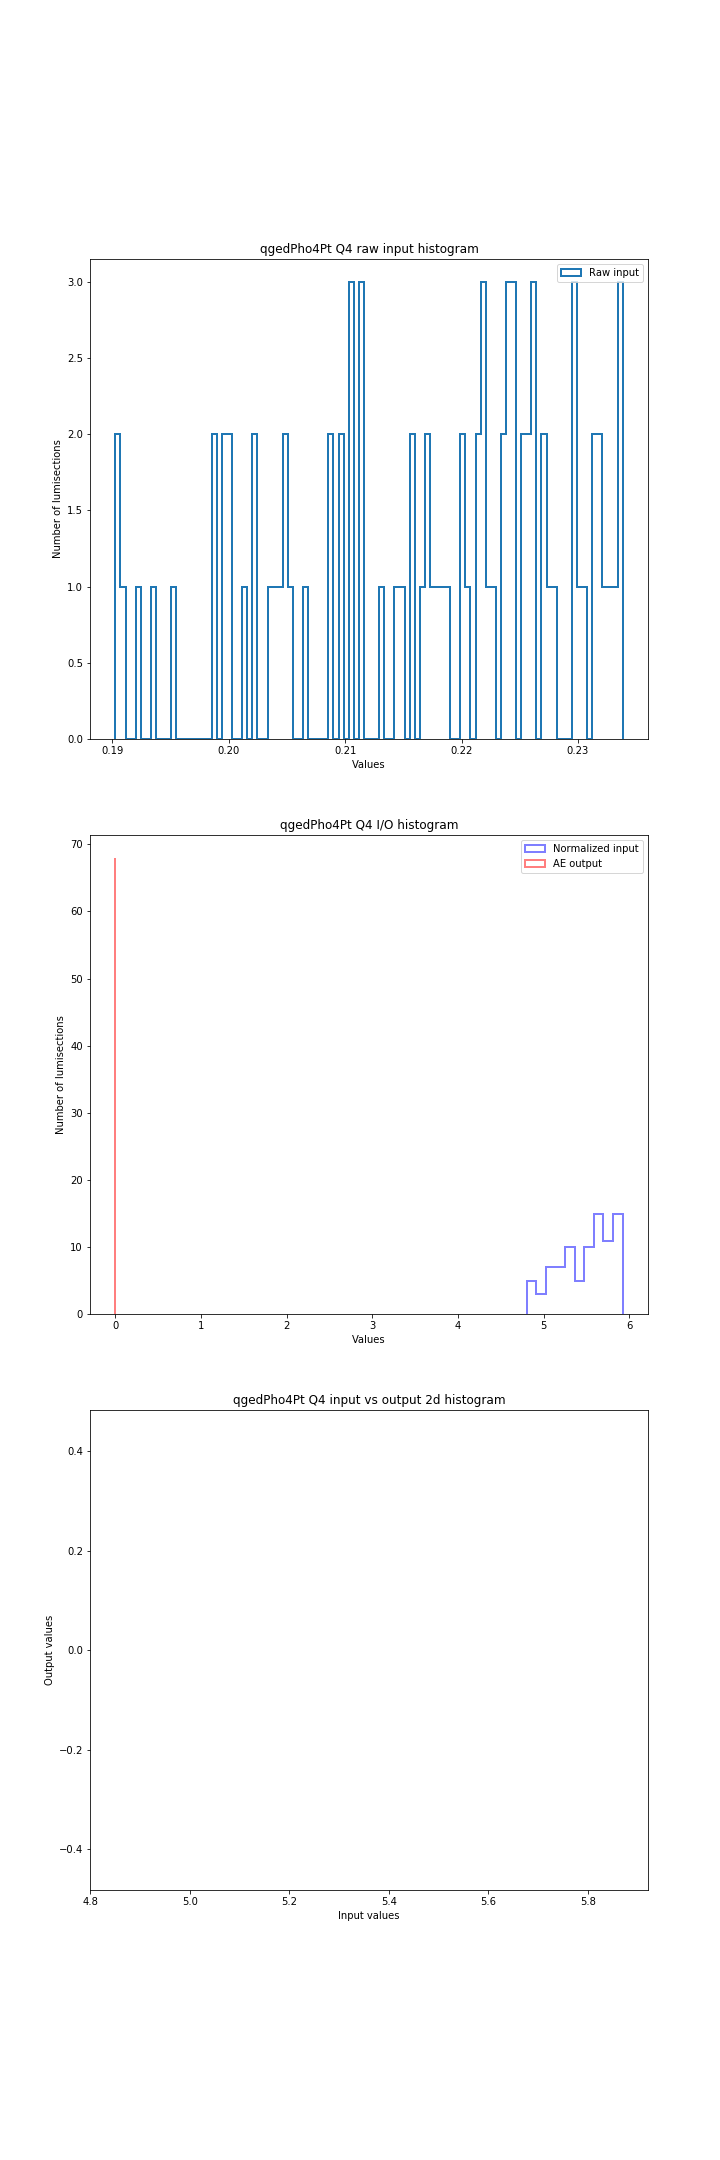 qgedPho4Pt Q4 raw input histogram
Raw input
3.0
2.5
2.0
1.5
1.0
0.5
0.0
Number of lumisections
0.19 0.20 0.21 0.22 0.23
Values
qgedPho4Pt Q4 I/O histogram
Normalized input
AE output
70
60
50
40
30
20
10
0
Number of lumisections
0 1 2 3 4 5 6
Values
qgedPho4Pt Q4 input vs output 2d histogram
0.4
0.2
0.0
−0.2
−0.4
Output values
4.8 5.0 5.2 5.4 5.6 5.8
Input values